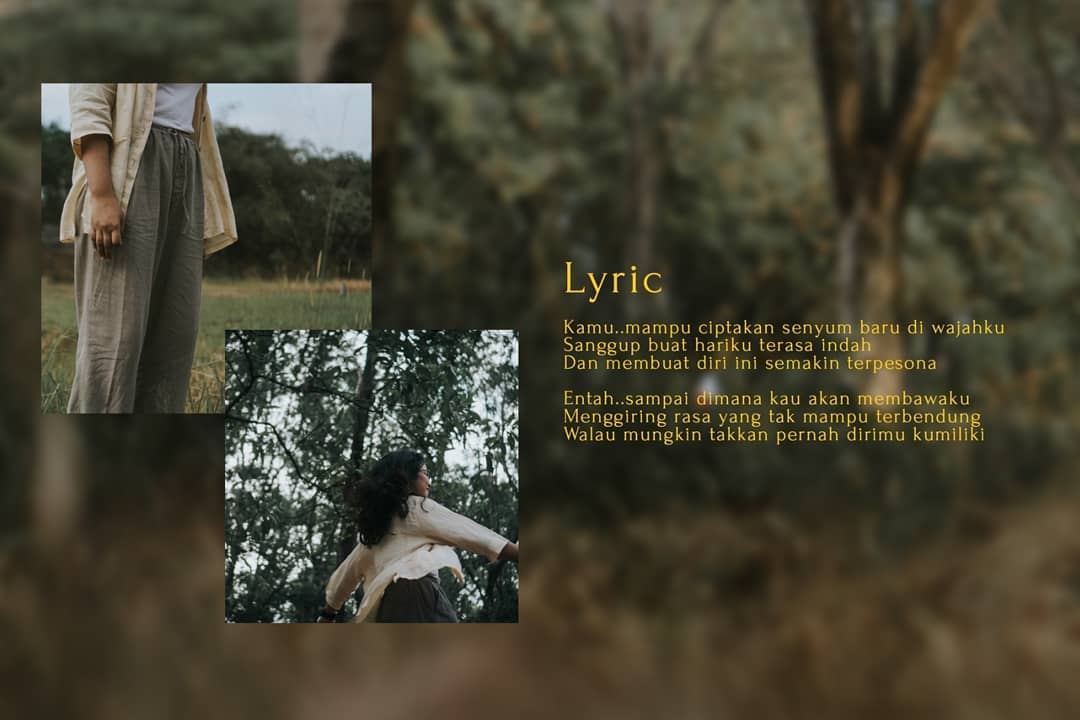 Lyric
Kamu..mampu ciptakan senyum baru di wajahku
Sanggup buat hariku terasa indah
Dan membuat diri ini semakin terpesona
Entah..sampai dimana kau akan membawaku
Menggiring rasa yang tak mampu terbendung
Walau mungkin takkan pernah dirimu kumiliki